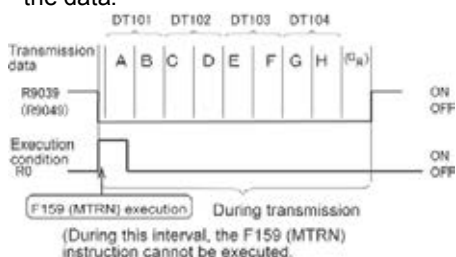 the data.
DT101 DT102 DT103 DT104
Transmission
data
A B C D E F G H (CR)
R9039
(R9049)
ON
OFF
Execution
condition
R0
ON
OFF
F159 (MTRN) execution
During transmission
(During this interval, the F159 (MTRN)
instruction cannot be executed.